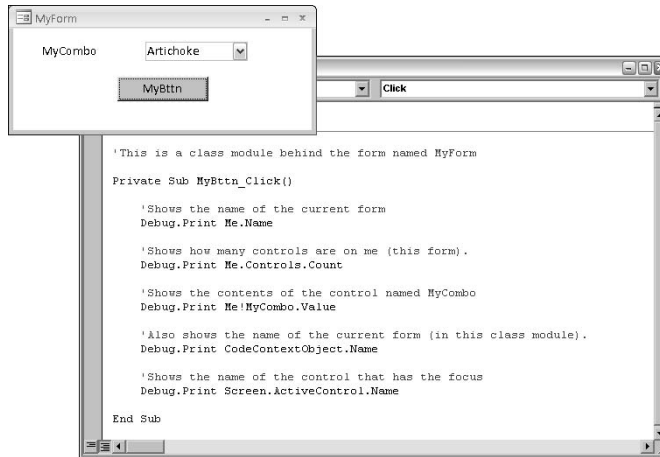 MyForm
MyCombo Artichoke
MyBttn
Click
'This is a class module behind the form named MyForm
Private Sub MyBttn_Click()
'Shows the name of the current form
Debug.Print Me.Name
'Shows how many controls are on me (this form).
Debug.Print Me.Controls.Count
'Shows the contents of the control named MyCombo
Debug.Print Me!MyCombo.Value
'Also shows the name of the current form (in this class module).
Debug.Print CodeContextObject.Name
'Shows the name of the control that has the focus
Debug.Print Screen.ActiveControl.Name
End Sub